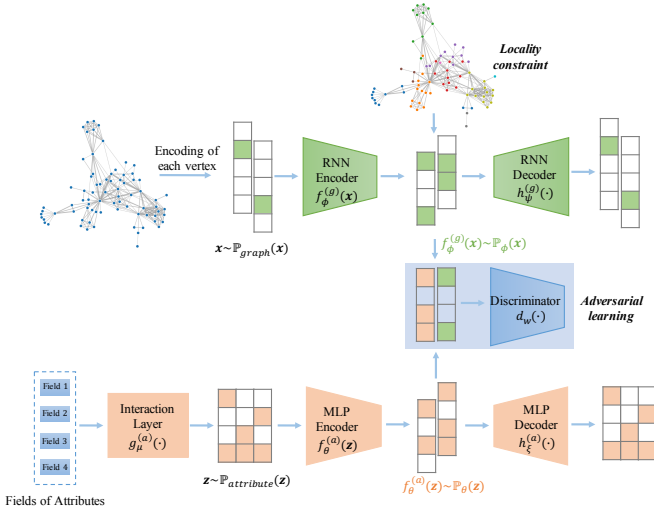 Locality
constraint
Encoding of
each vertex
RNN
Encoder
f_ϕ^(g)(x)
RNN
Decoder
h_ψ^(g)(·)
x~ℙ_graph(x)
f_ϕ^(g)(x)~ℙ_ϕ(x)
Discriminator
d_w(·)
Adversarial
learning
Field 1
Field 2
Field 3
Field 4
Interaction
Layer
g_μ^(a)(·)
MLP
Encoder
f_θ^(a)(z)
MLP
Decoder
h_ξ^(a)(·)
z~ℙ_attribute(z)
f_θ^(a)(z)~ℙ_θ(z)
Fields of Attributes